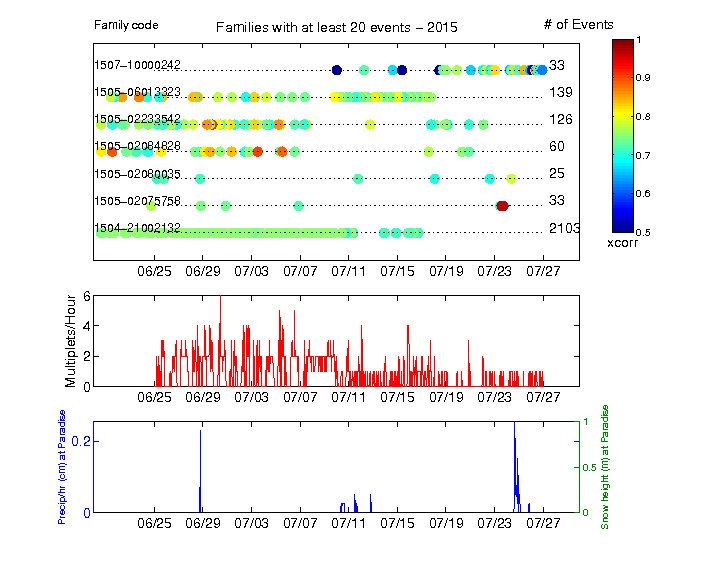 Family code
Families with at least 20 events – 2015
# of Events
1507–10000242 33
1505–06013323 139
1505–02233542 126
1505–02084828 60
1505–02080035 25
1505–02075758 33
1504–21002132 2103
06/25 06/29 07/03 07/07 07/11 07/15 07/19 07/23 07/27
1
0.9
0.8
0.7
0.6
0.5
xcorr
Multiplets/Hour
6
4
2
0
06/25 06/29 07/03 07/07 07/11 07/15 07/19 07/23 07/27
Precip/hr (cm) at Paradise
0.2
0
1
0.5
0
Snow height (m) at Paradise
06/25 06/29 07/03 07/07 07/11 07/15 07/19 07/23 07/27